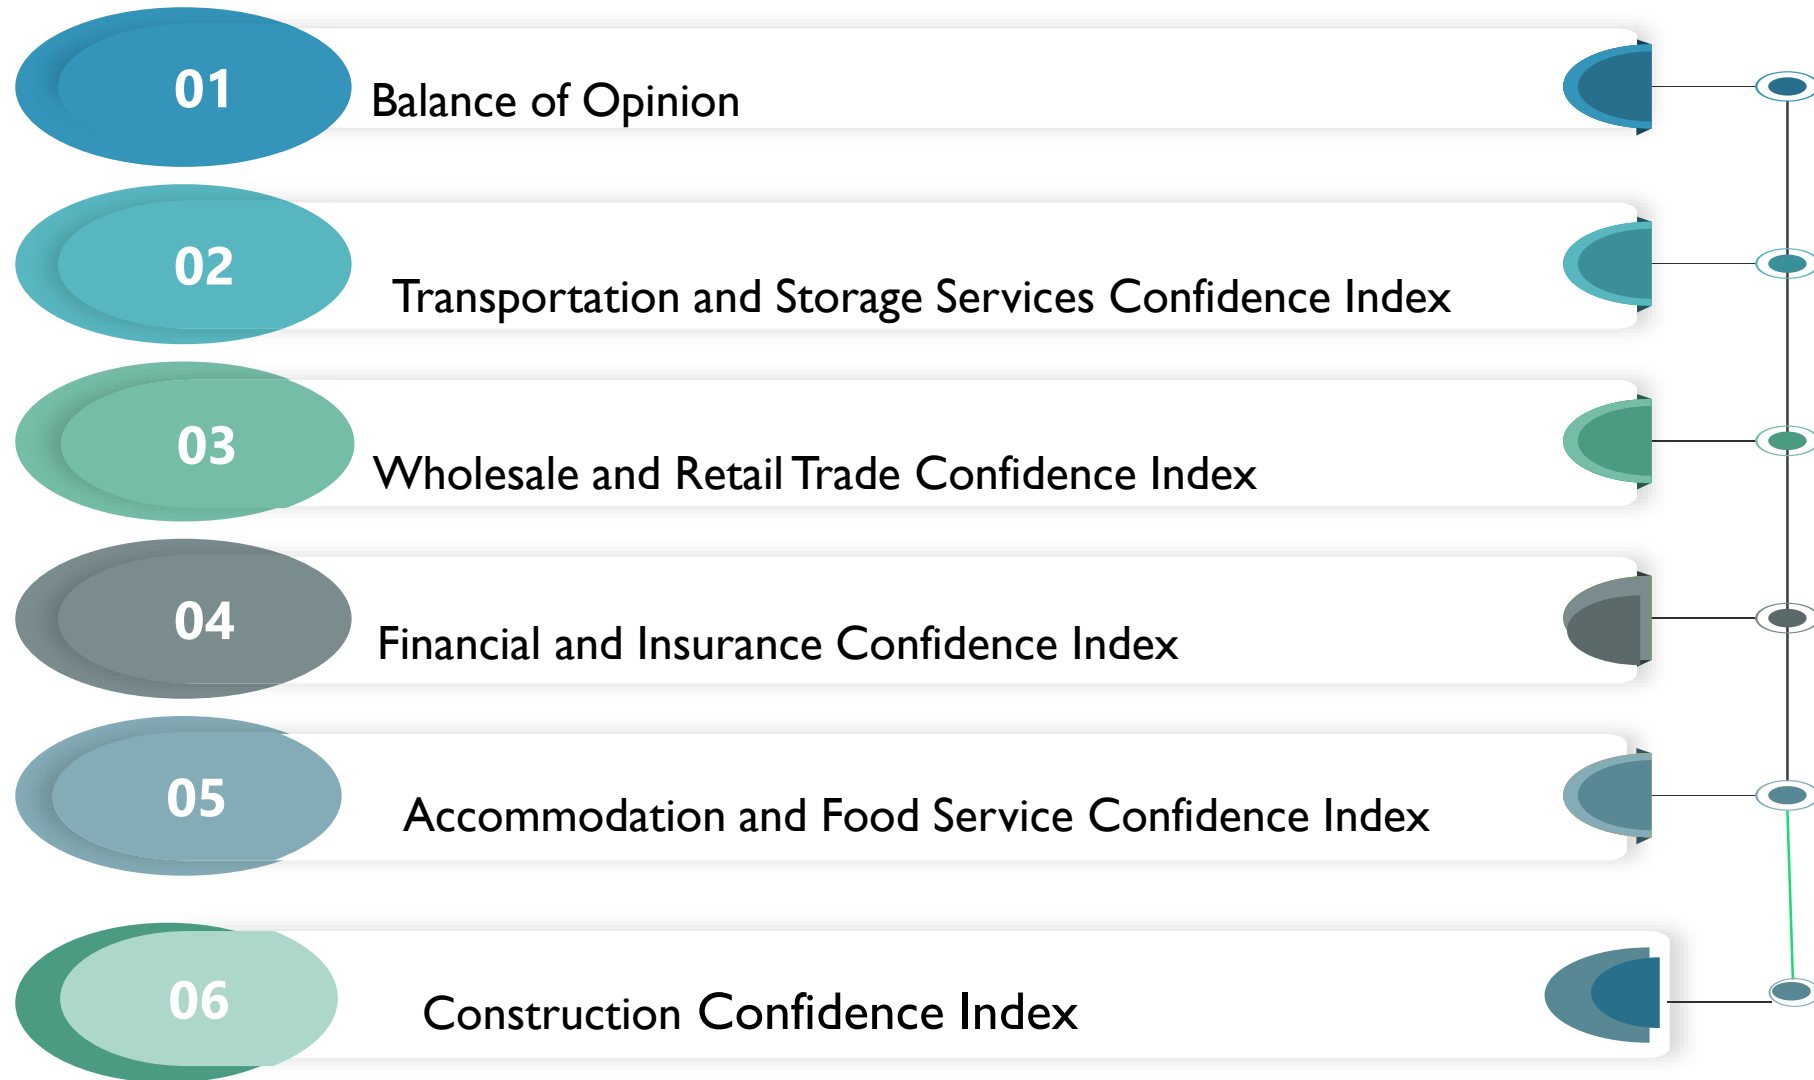 01
Balance of Opinion
02
Transportation and Storage Services Confidence Index
03
Wholesale and Retail Trade Confidence Index
04
Financial and Insurance Confidence Index
05
Accommodation and Food Service Confidence Index
06
Construction Confidence Index